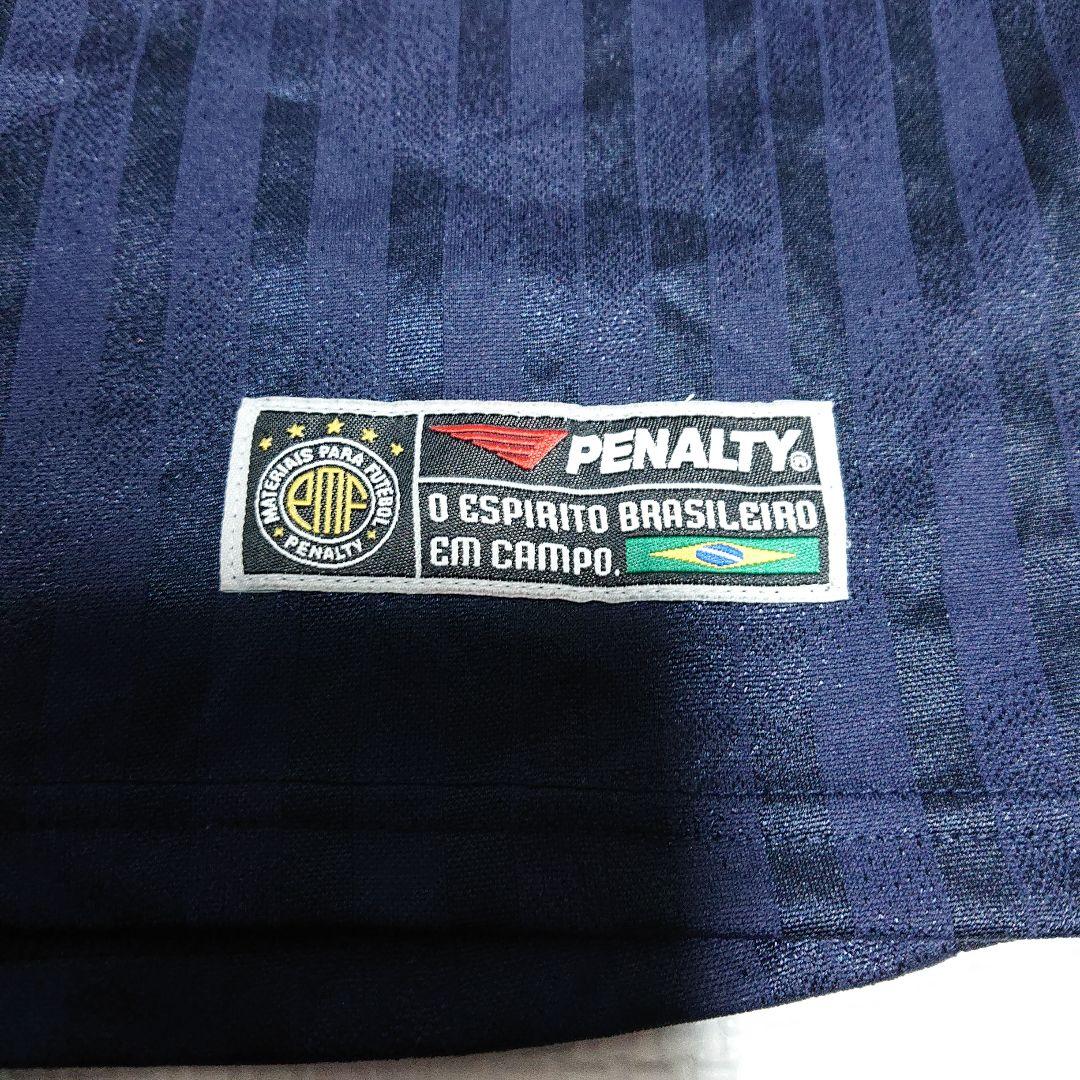 MATERIAIS PARA FUTEBOL
PMF
PENALTY
PENALTY®
O ESPIRITO BRASILEIRO
EM CAMPO.